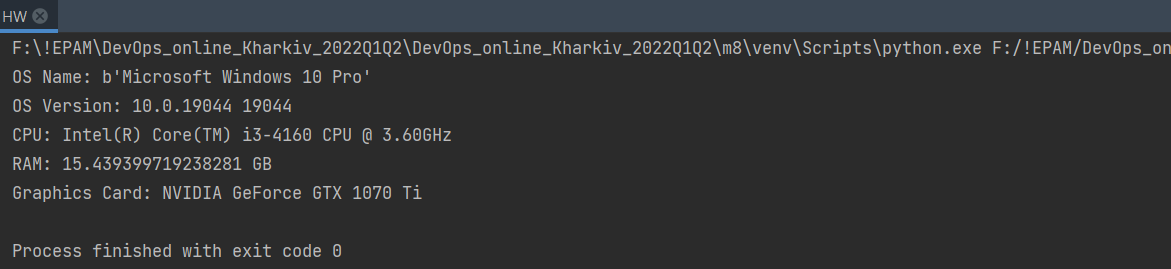 HW
F:\!EPAM\DevOps_online_Kharkiv_2022Q1Q2\DevOps_online_Kharkiv_2022Q1Q2\m8\venv\Scripts\python.exe F:/!EPAM/DevOps_on
OS Name: b'Microsoft Windows 10 Pro'
OS Version: 10.0.19044 19044
CPU: Intel(R) Core(TM) i3-4160 CPU @ 3.60GHz
RAM: 15.439399719238281 GB
Graphics Card: NVIDIA GeForce GTX 1070 Ti
Process finished with exit code 0